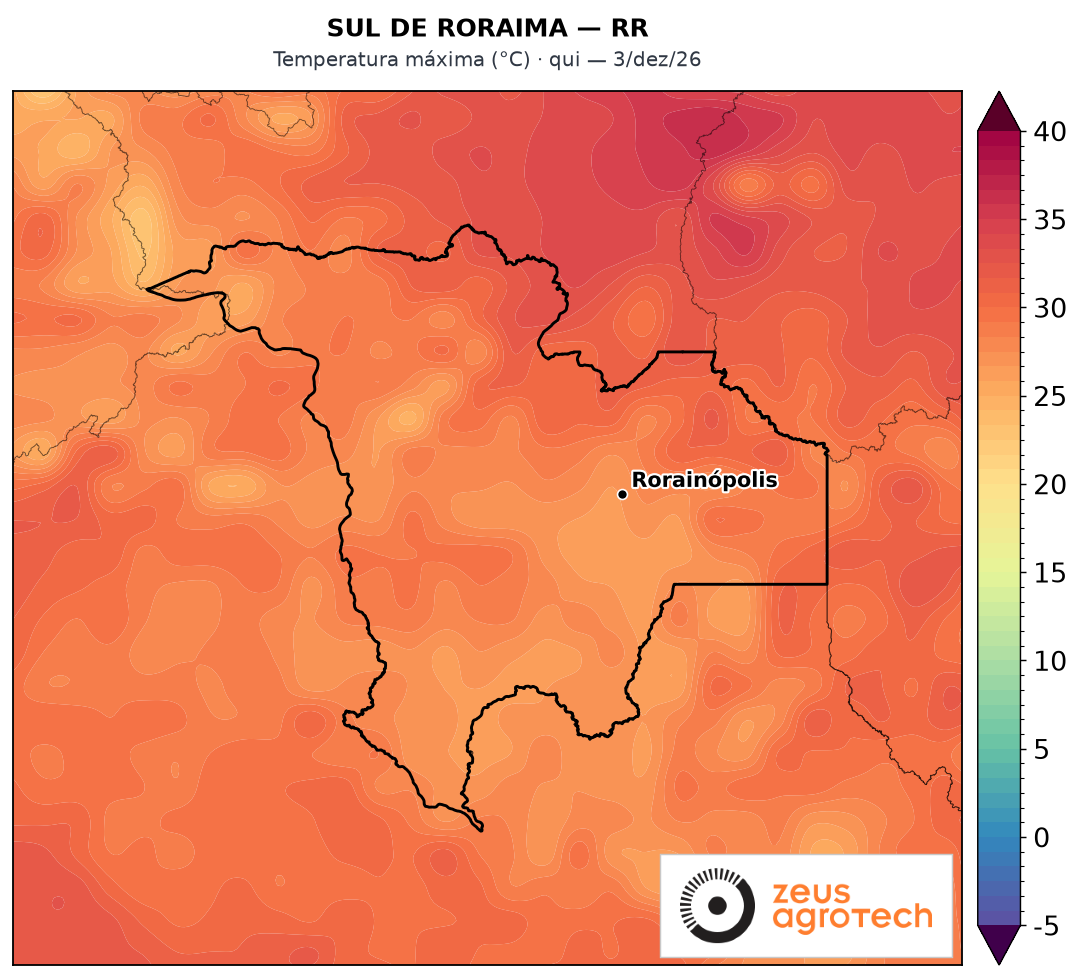 SUL DE RORAIMA — RR
Temperatura máxima (°C) · qui — 3/dez/26
40
35
30
25
20
15
10
5
0
-5
Rorainópolis
zeus
agrotech